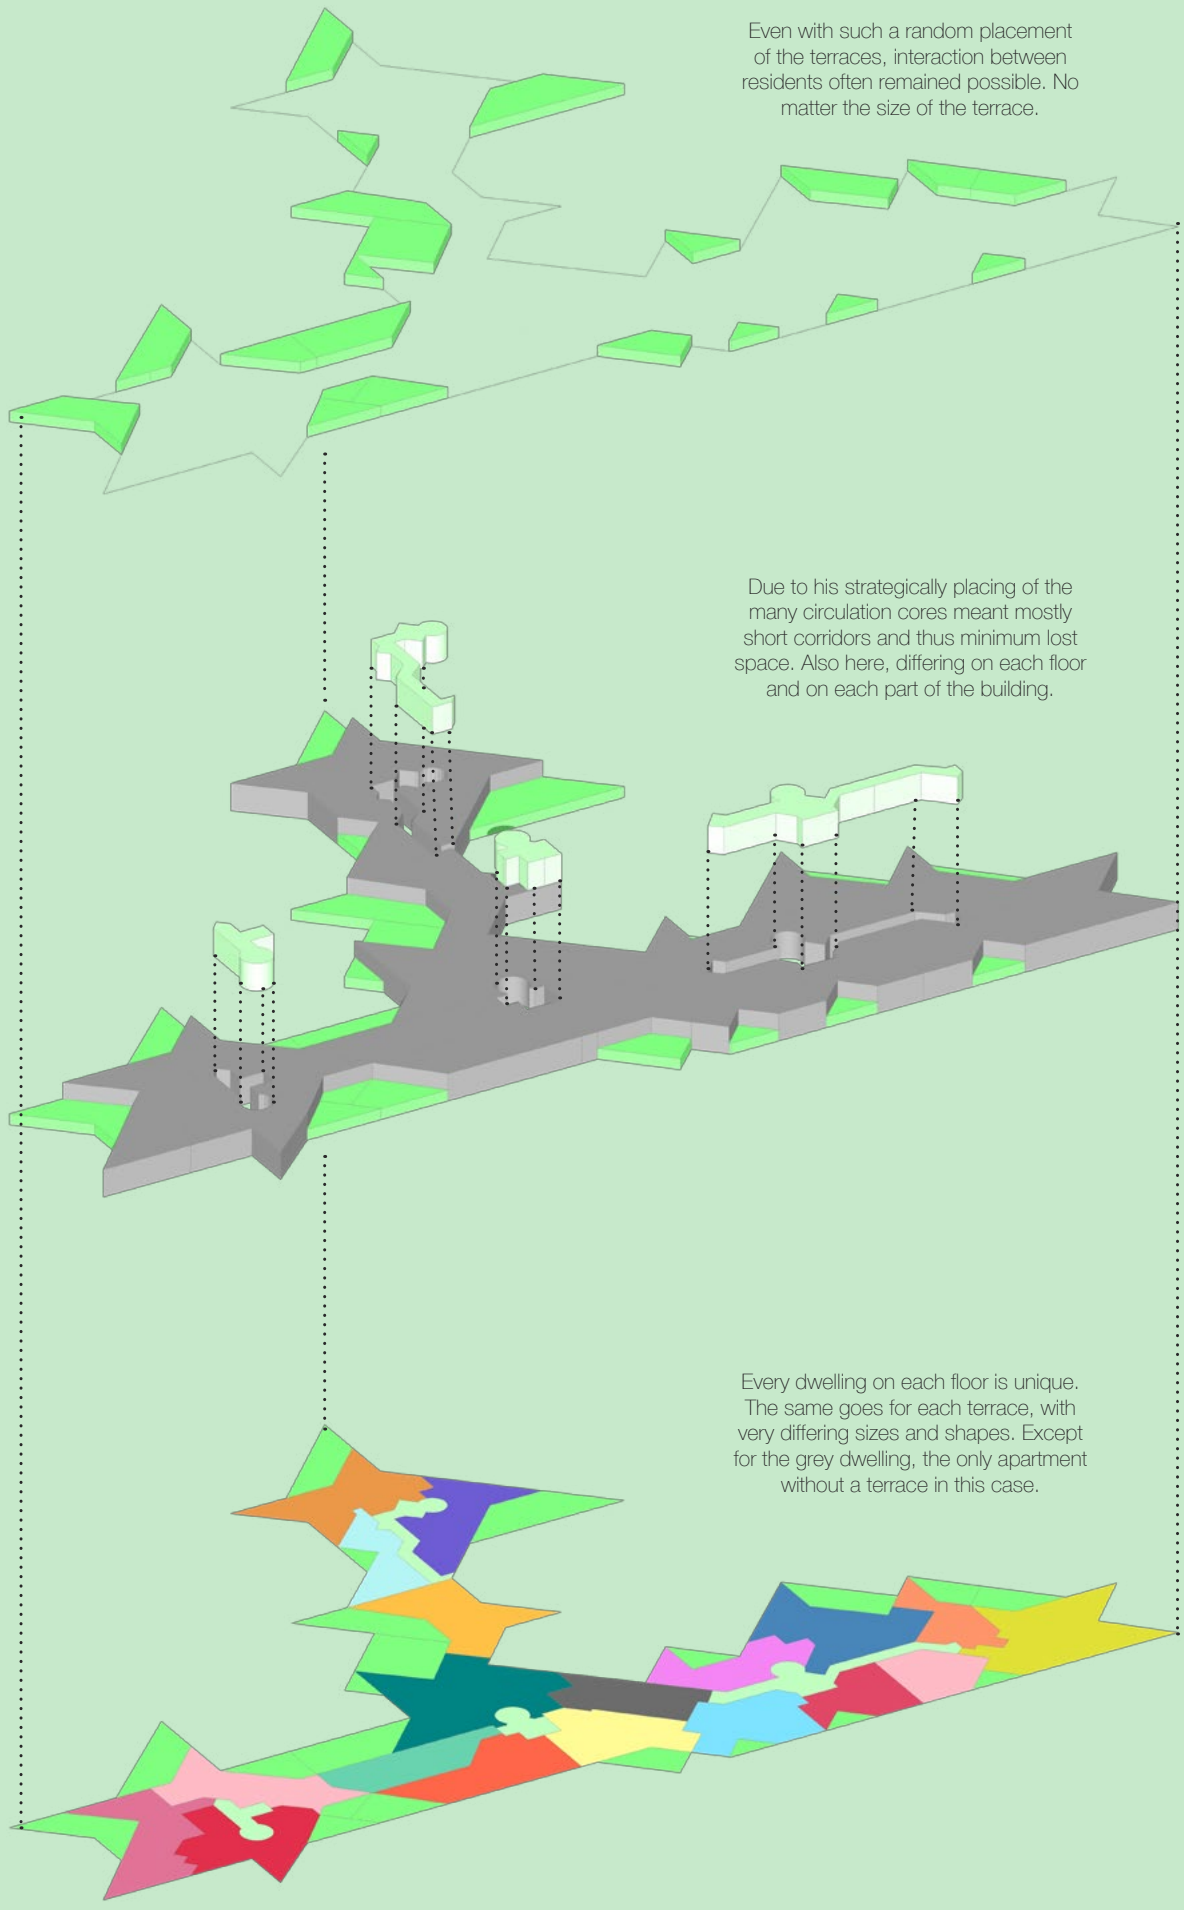 Even with such a random placement
of the terraces, interaction between
residents often remained possible. No
matter the size of the terrace.
Due to his strategically placing of the
many circulation cores meant mostly
short corridors and thus minimum lost
space. Also here, differing on each floor
and on each part of the building.
Every dwelling on each floor is unique.
The same goes for each terrace, with
very differing sizes and shapes. Except
for the grey dwelling, the only apartment
without a terrace in this case.